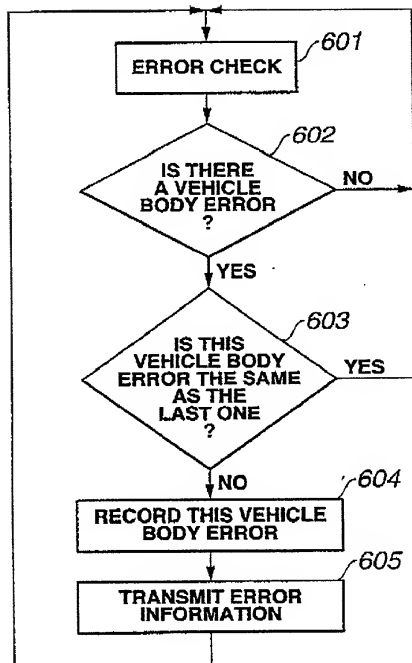 601
ERROR CHECK
602
IS THERE
A VEHICLE
BODY ERROR
?
NO
YES
603
IS THIS
VEHICLE BODY
ERROR THE SAME
AS THE
LAST ONE
?
YES
NO
604
RECORD THIS VEHICLE
BODY ERROR
605
TRANSMIT ERROR
INFORMATION